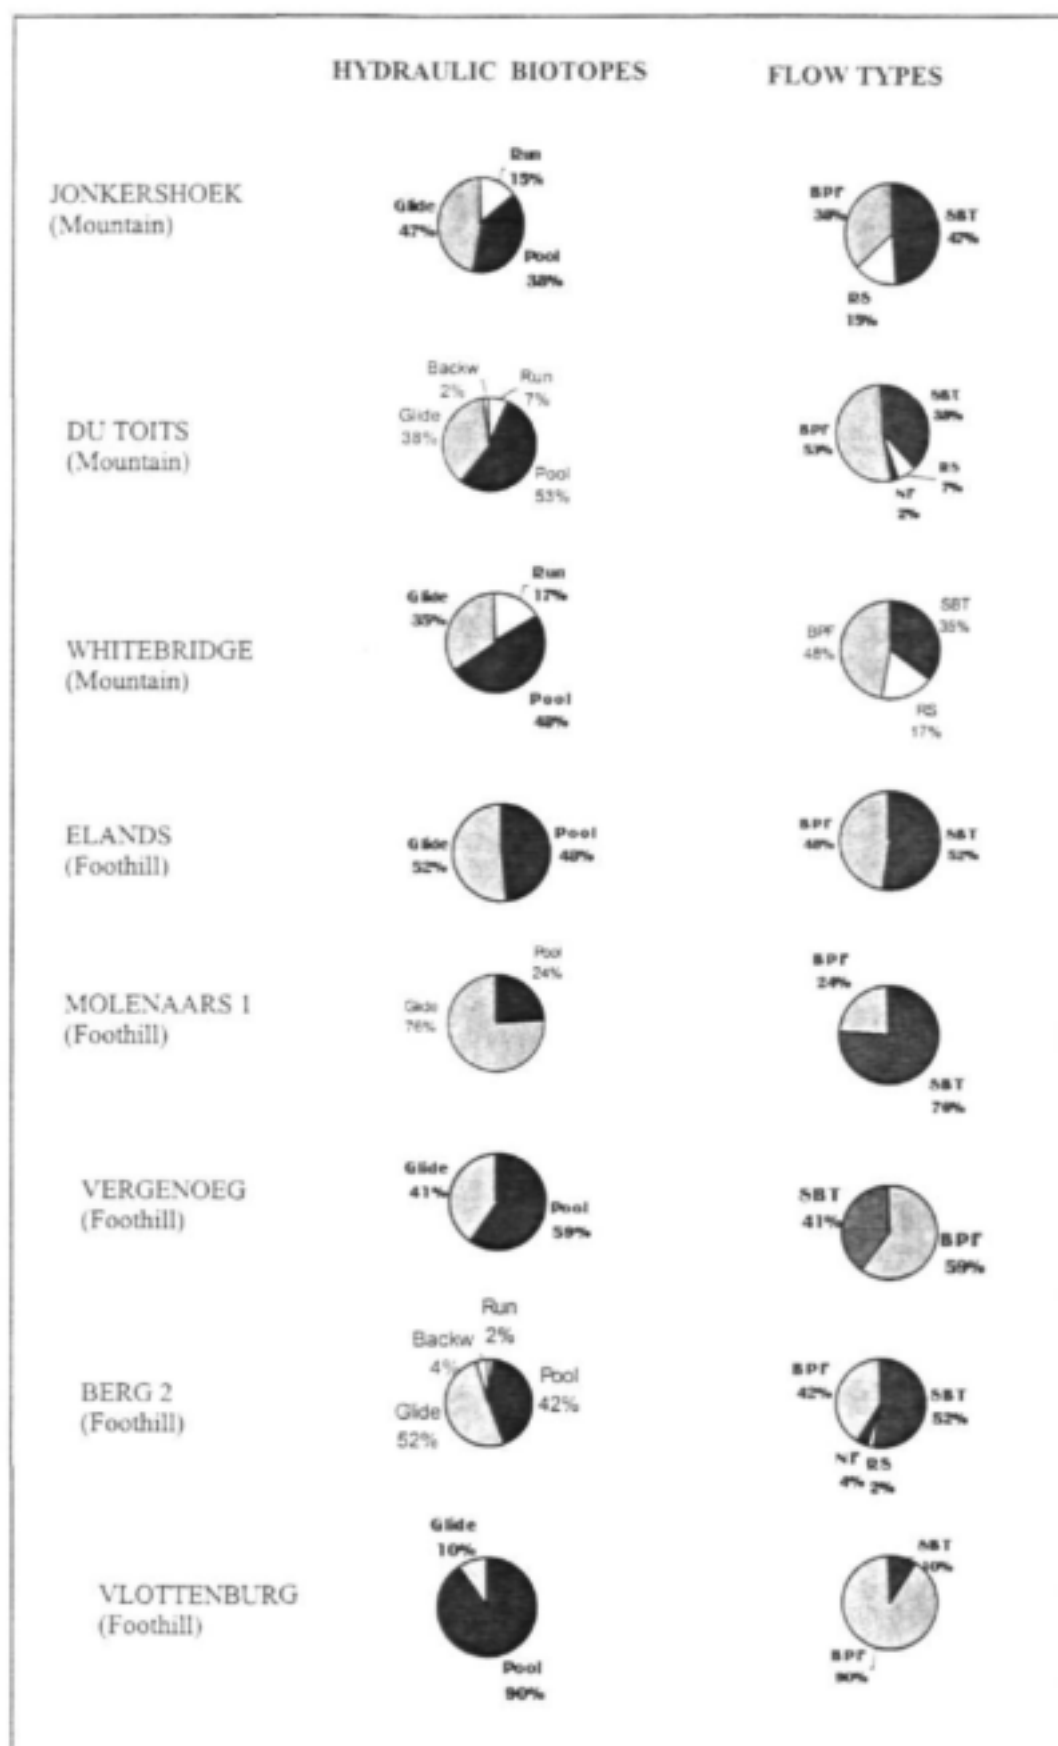 HYDRAULIC BIOTOPES
FLOW TYPES
JONKERSHOEK
(Mountain)
Run
15%
Glide
47%
Pool
38%
BPF
38%
SBT
47%
RS
15%
DU TOITS
(Mountain)
Backw
2%
Run
7%
Glide
38%
Pool
53%
SBT
38%
BPF
53%
RS
7%
NF
2%
WHITEBRIDGE
(Mountain)
Run
17%
Glide
35%
Pool
48%
SBT
35%
BPF
48%
RS
17%
ELANDS
(Foothill)
Glide
52%
Pool
48%
BPF
48%
SBT
52%
MOLENAARS 1
(Foothill)
Pool
24%
Glide
76%
BPF
24%
SBT
76%
VERGENOEG
(Foothill)
Glide
41%
Pool
59%
SBT
41%
BPF
59%
BERG 2
(Foothill)
Run
2%
Backw
4%
Pool
42%
Glide
52%
BPF
42%
SBT
52%
NF
4%
RS
2%
VLOTTENBURG
(Foothill)
Glide
10%
Pool
90%
SBT
10%
BPF
90%